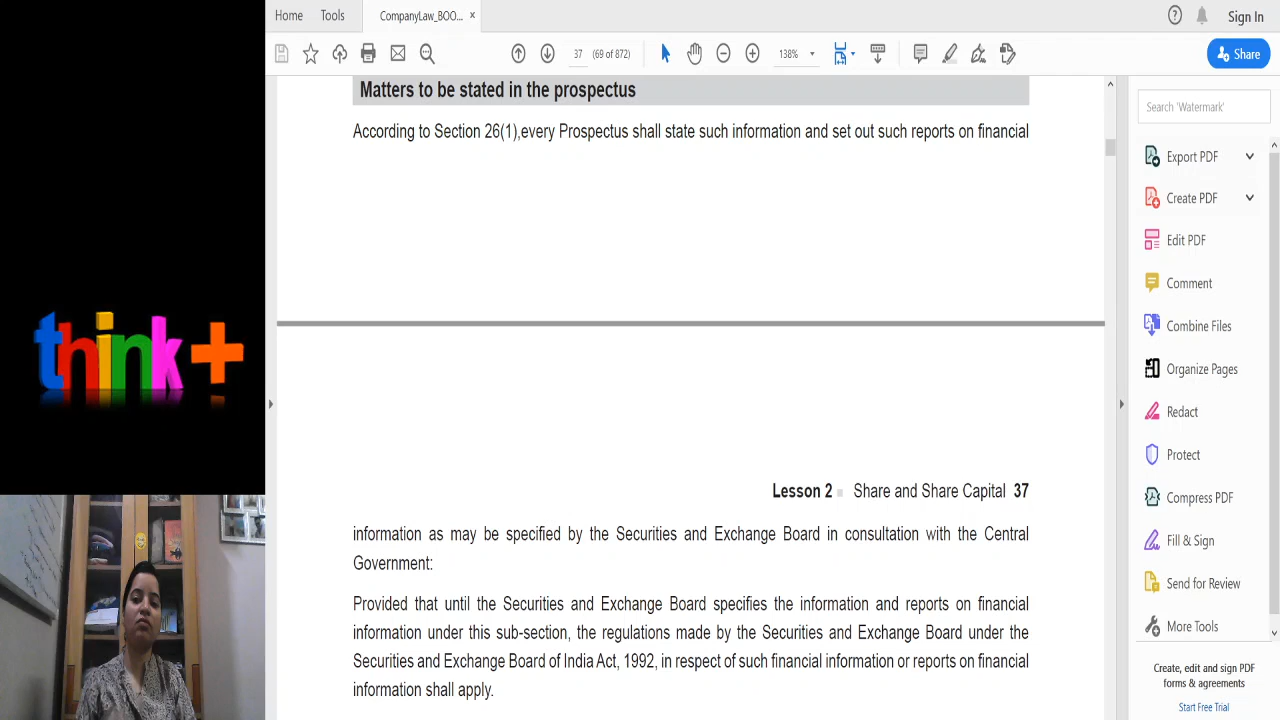 Home
Tools
CompanyLaw_BOO...
×
Sign In
37
(69 of 872)
138%
Share
Matters to be stated in the prospectus
According to Section 26(1),every Prospectus shall state such information and set out such reports on financial
Lesson 2 Share and Share Capital 37
information as may be specified by the Securities and Exchange Board in consultation with the Central
Government:
Provided that until the Securities and Exchange Board specifies the information and reports on financial
information under this sub-section, the regulations made by the Securities and Exchange Board under the
Securities and Exchange Board of India Act, 1992, in respect of such financial information or reports on financial
information shall apply.
Search 'Watermark'
Export PDF
Create PDF
Edit PDF
Comment
Combine Files
Organize Pages
Redact
Protect
Compress PDF
Fill & Sign
Send for Review
More Tools
Create, edit and sign PDF
forms & agreements
Start Free Trial
think+